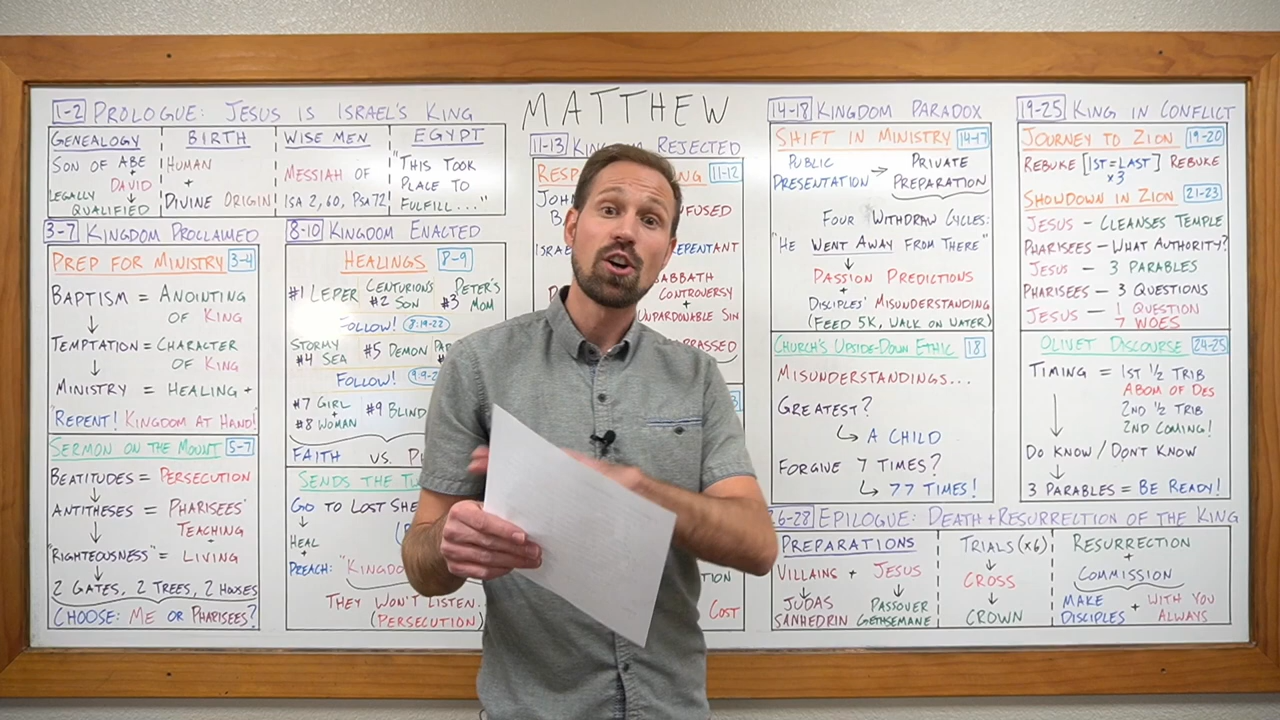 MATTHEW
1-2 PROLOGUE: JESUS IS ISRAEL'S KING
GENEALOGY
SON OF ABE
+
DAVID
LEGALLY
QUALIFIED
BIRTH
HUMAN
+
DIVINE ORIGIN
WISE MEN
MESSIAH OF
ISA 2, 60, PSA 72
EGYPT
"THIS TOOK
PLACE TO
FULFILL..."
3-7 KINGDOM PROCLAIMED
PREP FOR MINISTRY 3-4
BAPTISM = ANOINTING
OF KING
TEMPTATION = CHARACTER
OF KING
MINISTRY = HEALING +
"REPENT! KINGDOM AT HAND!"
SERMON ON THE MOUNT 5-7
BEATITUDES = PERSECUTION
ANTITHESES = PHARISEES'
TEACHING
"RIGHTEOUSNESS" = LIVING
2 GATES, 2 TREES, 2 HOUSES
CHOOSE: ME OR PHARISEES?
8-10 KINGDOM ENACTED
HEALINGS 8-9
#1 LEPER CENTURIONS #2 SON PETER'S #3 MOM
FOLLOW! 8:19-22
STORMY
#4 SEA #5 DEMON
FOLLOW!
#7 GIRL
+
#8 WOMAN
#9 BLIND
FAITH VS.
SENDS THE
GO TO LOST
HEAL
+
PREACH:
THEY WON'T LISTEN
(PERSECUTION)
11-13 REJECTED
11-12
SABBATH
CONTROVERSY
+
UNPARDONABLE SIN
COST
14-18 KINGDOM PARADOX
SHIFT IN MINISTRY 14-17
PUBLIC
PRESENTATION → PRIVATE
PREPARATION
FOUR WITHDRAW CYCLES:
"HE WENT AWAY FROM THERE"
PASSION PREDICTIONS
+
DISCIPLES' MISUNDERSTANDING
(FEED 5K, WALK ON WATER)
CHURCH'S UPSIDE-DOWN ETHIC 18
MISUNDERSTANDINGS...
GREATEST?
A CHILD
FORGIVE 7 TIMES?
77 TIMES!
19-25 KING IN CONFLICT
JOURNEY TO ZION 19-20
REBUKE [1ST=LAST] REBUKE
x3
SHOWDOWN IN ZION 21-23
JESUS – CLEANSES TEMPLE
PHARISEES – WHAT AUTHORITY?
JESUS – 3 PARABLES
PHARISEES – 3 QUESTIONS
JESUS – 1 QUESTION
7 WOES
OLIVET DISCOURSE 24-25
TIMING = 1ST 1/2 TRIB
ABOM OF DES
2ND 1/2 TRIB
2ND COMING!
DO KNOW / DON'T KNOW
3 PARABLES = BE READY!
EPILOGUE: DEATH + RESURRECTION OF THE KING
PREPARATIONS
VILLAINS + JESUS
JUDAS
SANHEDRIN
PASSOVER
GETHSEMANE
TRIALS (x6)
CROSS
CROWN
RESURRECTION
+
COMMISSION
MAKE
DISCIPLES + WITH YOU
ALWAYS